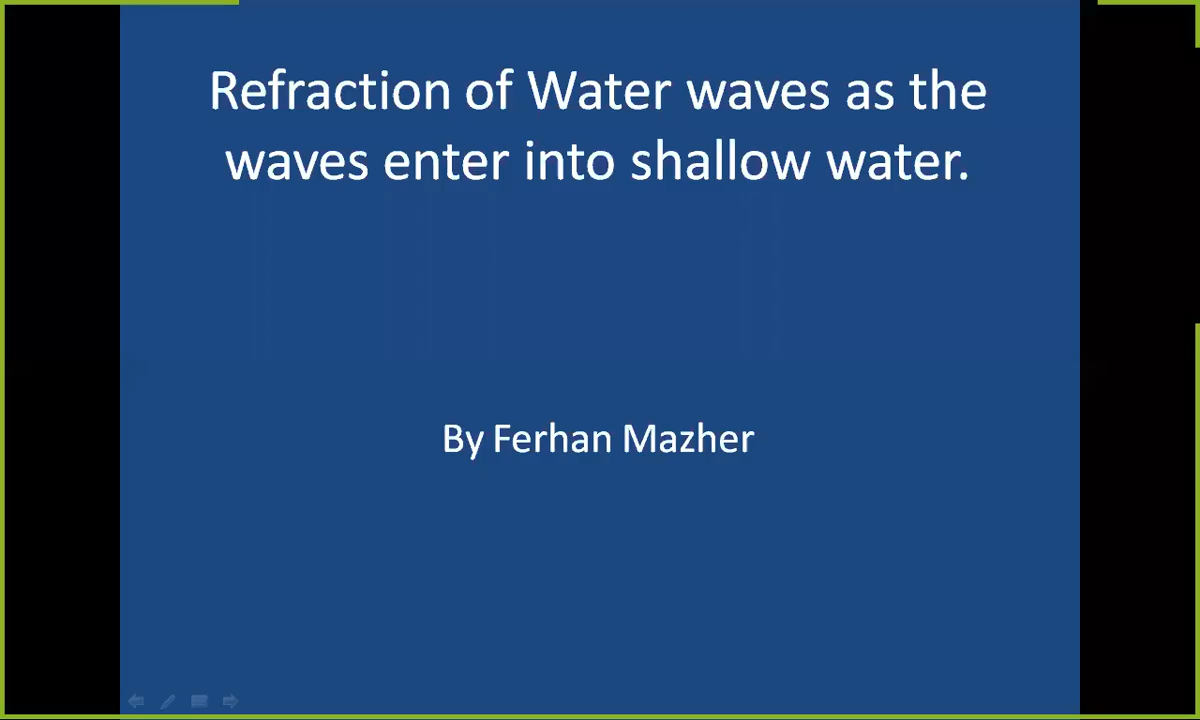 Refraction of Water waves as the
waves enter into shallow water.
By Ferhan Mazher